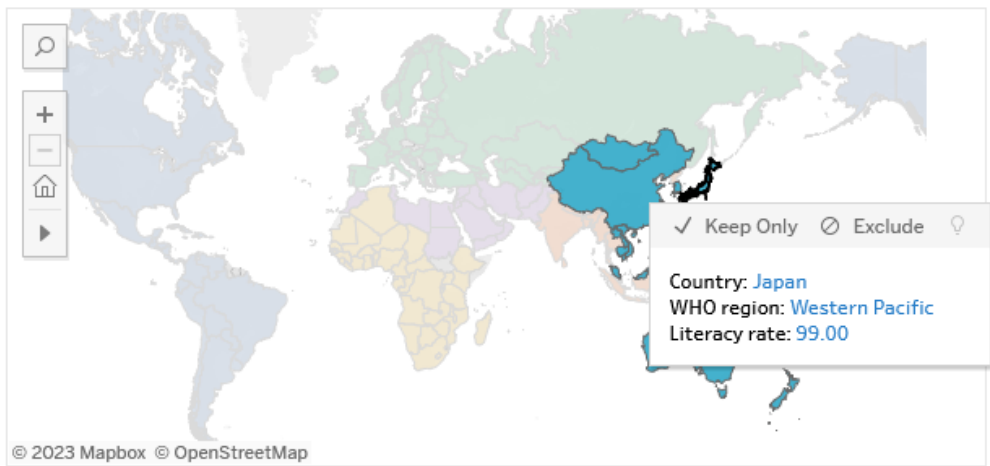 ✓ Keep Only Exclude
Country: Japan
WHO region: Western Pacific
Literacy rate: 99.00
© 2023 Mapbox © OpenStreetMap